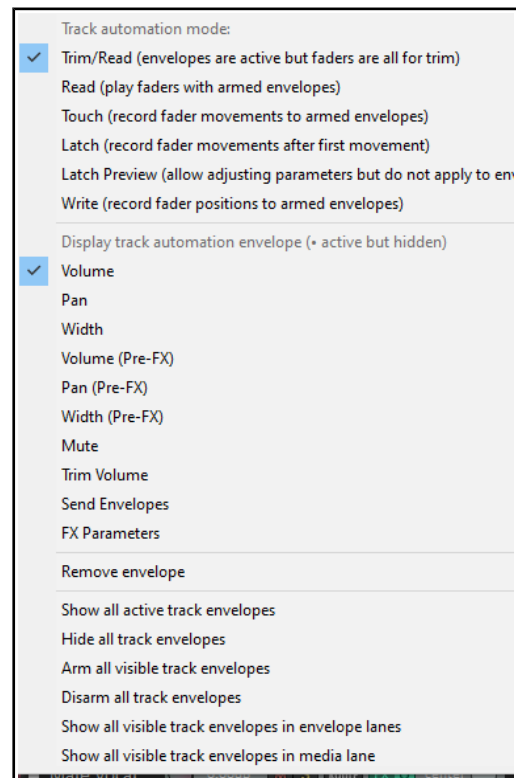 Track automation mode:
Trim/Read (envelopes are active but faders are all for trim)
Read (play faders with armed envelopes)
Touch (record fader movements to armed envelopes)
Latch (record fader movements after first movement)
Latch Preview (allow adjusting parameters but do not apply to env
Write (record fader positions to armed envelopes)
Display track automation envelope (• active but hidden)
Volume
Pan
Width
Volume (Pre-FX)
Pan (Pre-FX)
Width (Pre-FX)
Mute
Trim Volume
Send Envelopes
FX Parameters
Remove envelope
Show all active track envelopes
Hide all track envelopes
Arm all visible track envelopes
Disarm all track envelopes
Show all visible track envelopes in envelope lanes
Show all visible track envelopes in media lane